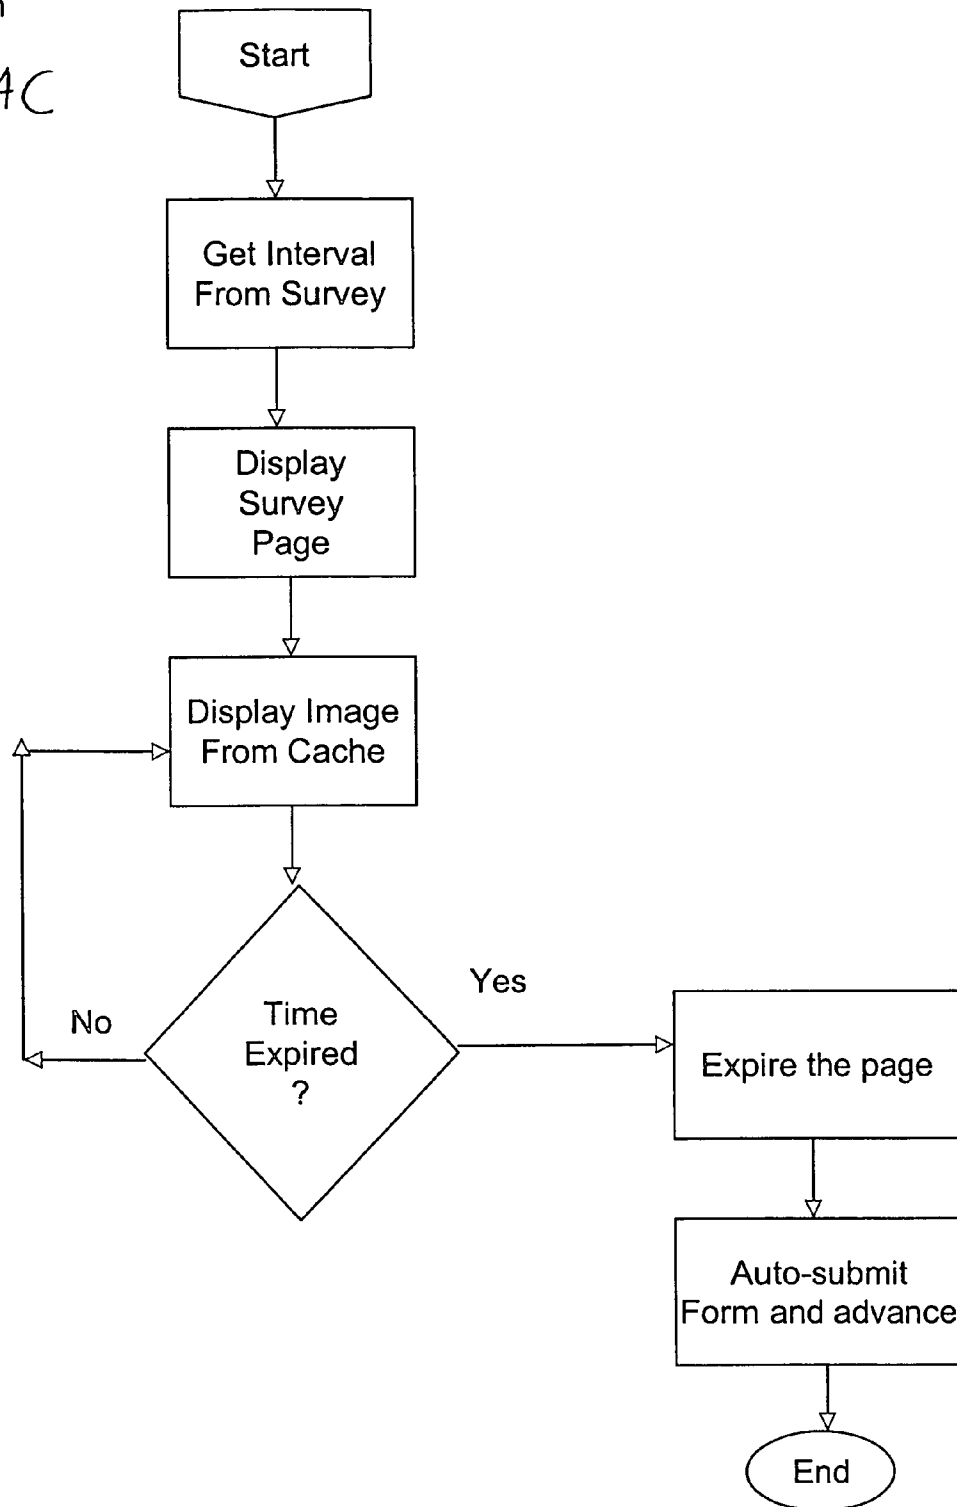 Start
Get Interval
From Survey
Display
Survey
Page
Display Image
From Cache
Time
Expired
?
No
Yes
Expire the page
Auto-submit
Form and advance
End